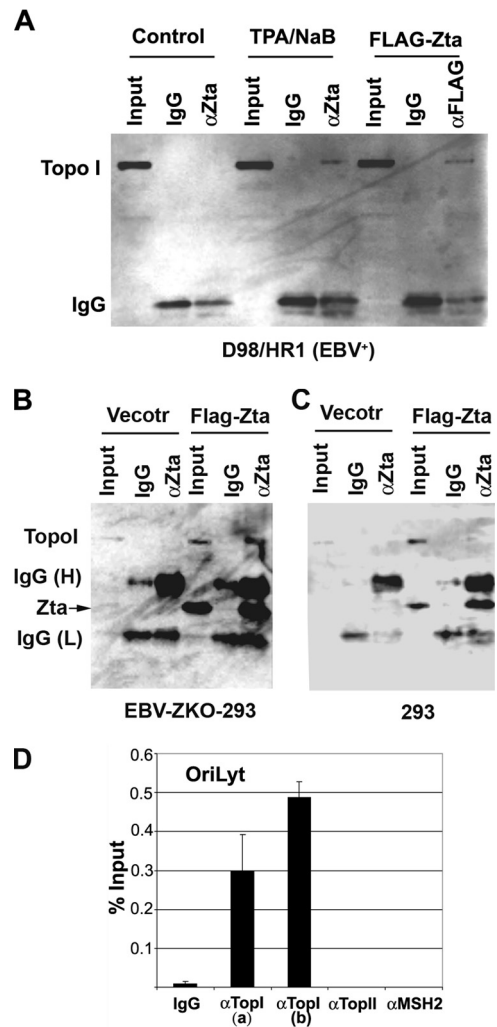 A
Control TPA/NaB FLAG-Zta
Input IgG αZta Input IgG αZta Input IgG αFLAG
Topo I
IgG
D98/HR1 (EBV+)
B
Vecotr Flag-Zta
Input IgG αZta Input IgG αZta
TopoI
IgG (H)
Zta
IgG (L)
EBV-ZKO-293
C
Vecotr Flag-Zta
Input IgG αZta Input IgG αZta
293
D
OriLyt
% Input
0.6
0.5
0.4
0.3
0.2
0.1
IgG αTopI (a) αTopI (b) αTopII αMSH2